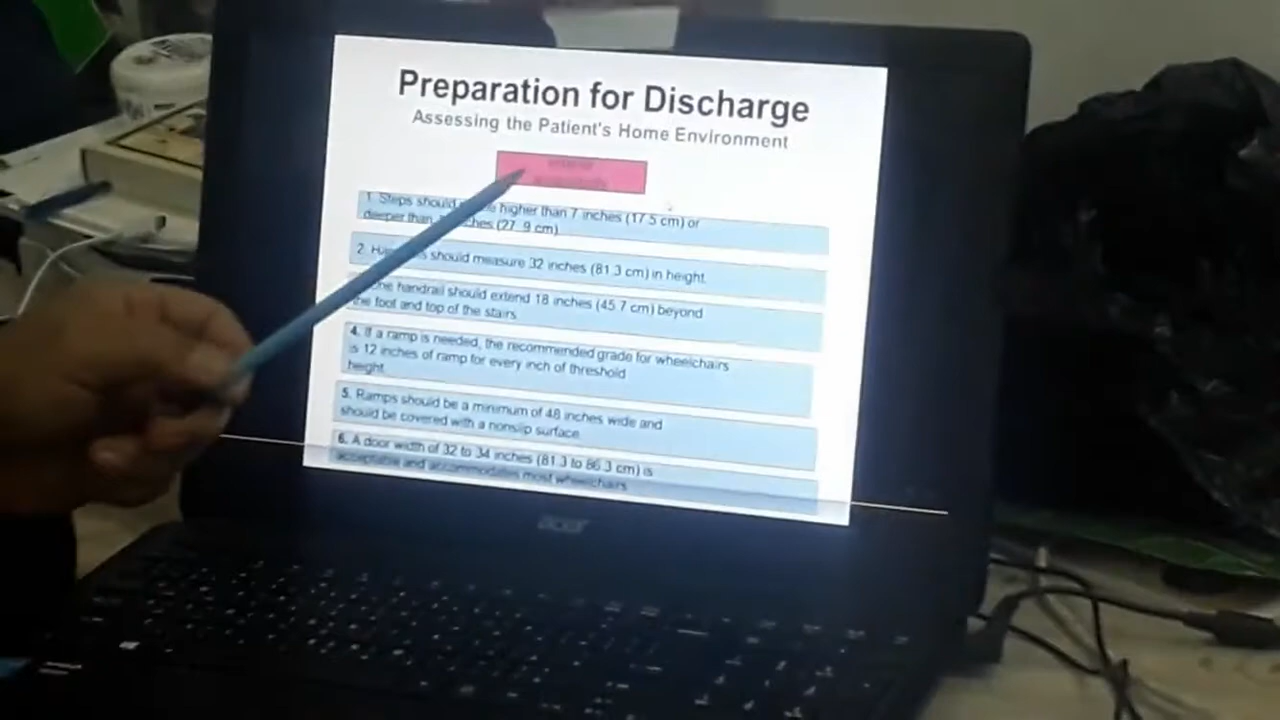 Preparation for Discharge
Assessing the Patient's Home Environment
1. Steps should higher than 7 inches (17.5 cm) or
deeper than (27.9 cm)
2. should measure 32 inches (81.3 cm) in height.
handrail should extend 18 inches (45.7 cm) beyond
the foot and top of the stairs.
4. If a ramp is needed, the recommended grade for wheelchairs
is 12 inches of ramp for every inch of threshold
height.
5. Ramps should be a minimum of 48 inches wide and
should be covered with a nonslip surface.
6. A door width of 32 to 34 inches (81.3 to 86.3 cm) is
acceptable and accommodates most wheelchairs.
acer